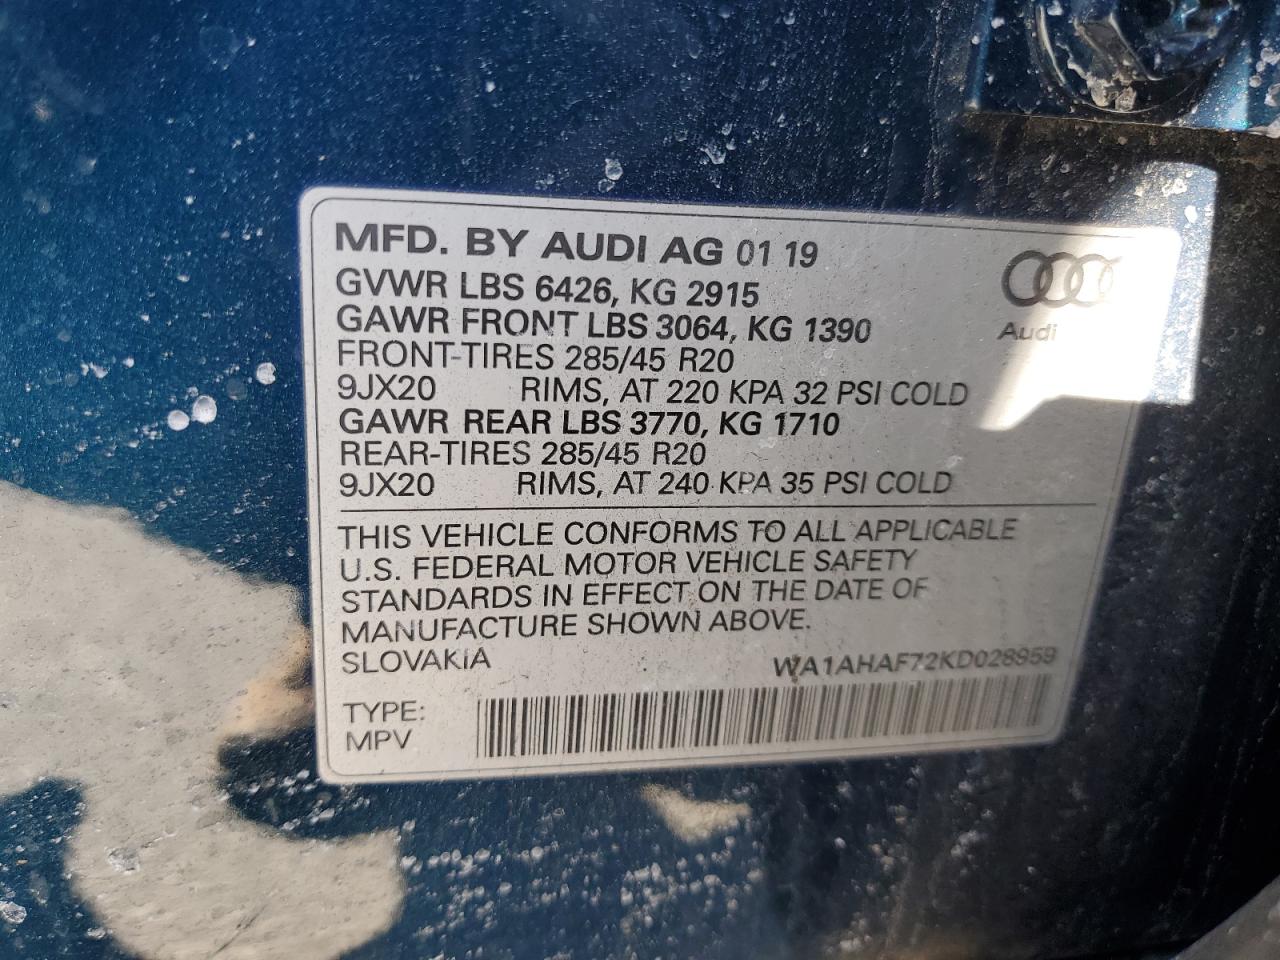 MFD. BY AUDI AG 01 19
GVWR LBS 6426, KG 2915
GAWR FRONT LBS 3064, KG 1390
FRONT-TIRES 285/45 R20
9JX20 RIMS, AT 220 KPA 32 PSI COLD
GAWR REAR LBS 3770, KG 1710
REAR-TIRES 285/45 R20
9JX20 RIMS, AT 240 KPA 35 PSI COLD
Audi
THIS VEHICLE CONFORMS TO ALL APPLICABLE
U.S. FEDERAL MOTOR VEHICLE SAFETY
STANDARDS IN EFFECT ON THE DATE OF
MANUFACTURE SHOWN ABOVE.
SLOVAKIA WA1AHAF72KD028959
TYPE:
MPV